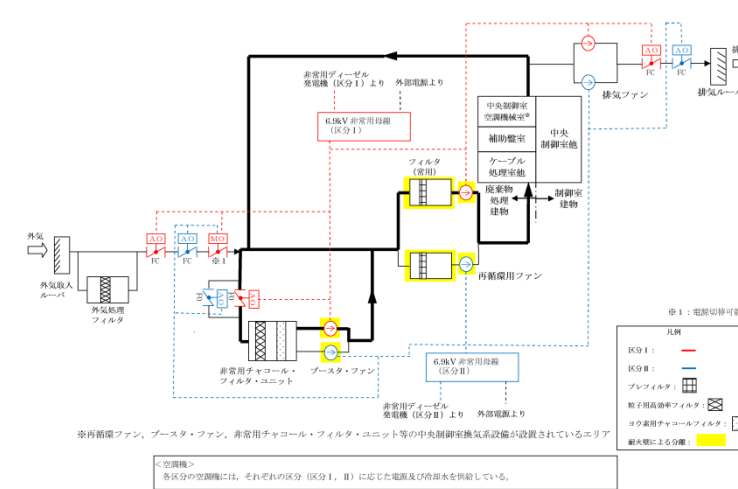 非常用ディーゼル
発電機（区分Ⅰ）より
外部電源より
6.9kV 非常用母線
（区分Ⅰ）
AO
FC
AO
FC
排気ファン
排気ルーバ
中央制御室
空調機械室※
補助盤室
ケーブル
処理室他
中央
制御室他
廃棄物
処理
建物
制御室
建物
フィルタ
（常用）
再循環用ファン
外気
外気取入
ルーバ
外気処理
フィルタ
AO
FC
AO
FC
MO
※1
FO
AO
FO
AO
非常用チャコール・
フィルタ・ユニット
ブースタ・ファン
6.9kV 非常用母線
（区分Ⅱ）
非常用ディーゼル
発電機（区分Ⅱ）より
外部電源より
※1：電源切替可
凡例
区分Ⅰ：
区分Ⅱ：
プレフィルタ：
粒子用高効率フィルタ：
ヨウ素用チャコールフィルタ：
耐火壁による分離：
※再循環ファン，ブースタ・ファン，非常用チャコール・フィルタ・ユニット等の中央制御室換気系設備が設置されているエリア
＜空調機＞
各区分の空調機には，それぞれの区分（区分Ⅰ，Ⅱ）に応じた電源及び冷却水を供給している。